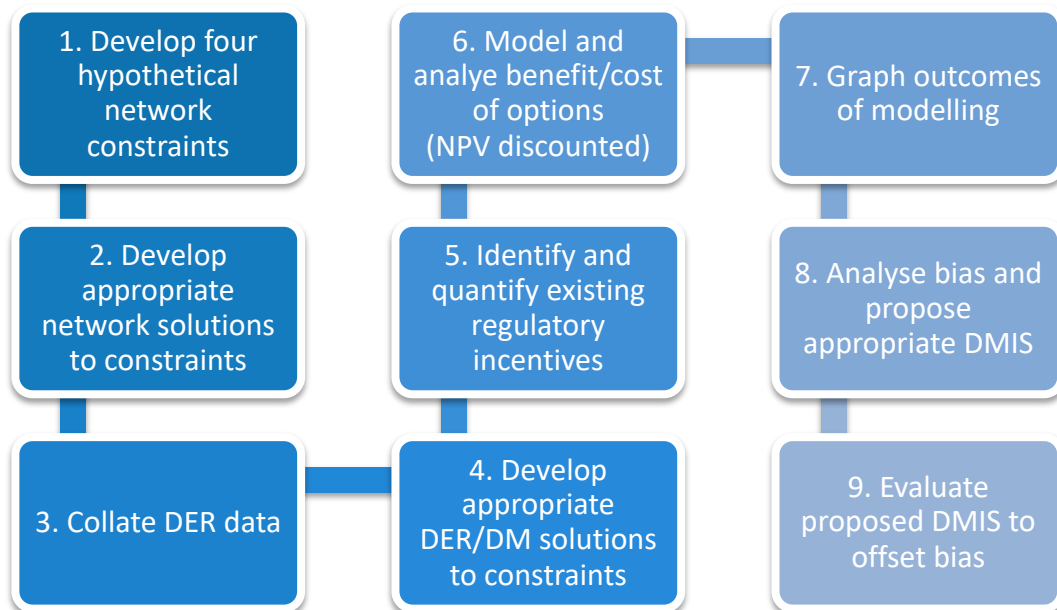 1. Develop four
hypothetical
network
constraints
2. Develop
appropriate
network solutions
to constraints
3. Collate DER data
4. Develop
appropriate
DER/DM solutions
to constraints
5. Identify and
quantify existing
regulatory
incentives
6. Model and
analye benefit/cost
of options
(NPV discounted)
7. Graph outcomes
of modelling
8. Analyse bias and
propose
appropriate DMIS
9. Evaluate
proposed DMIS to
offset bias